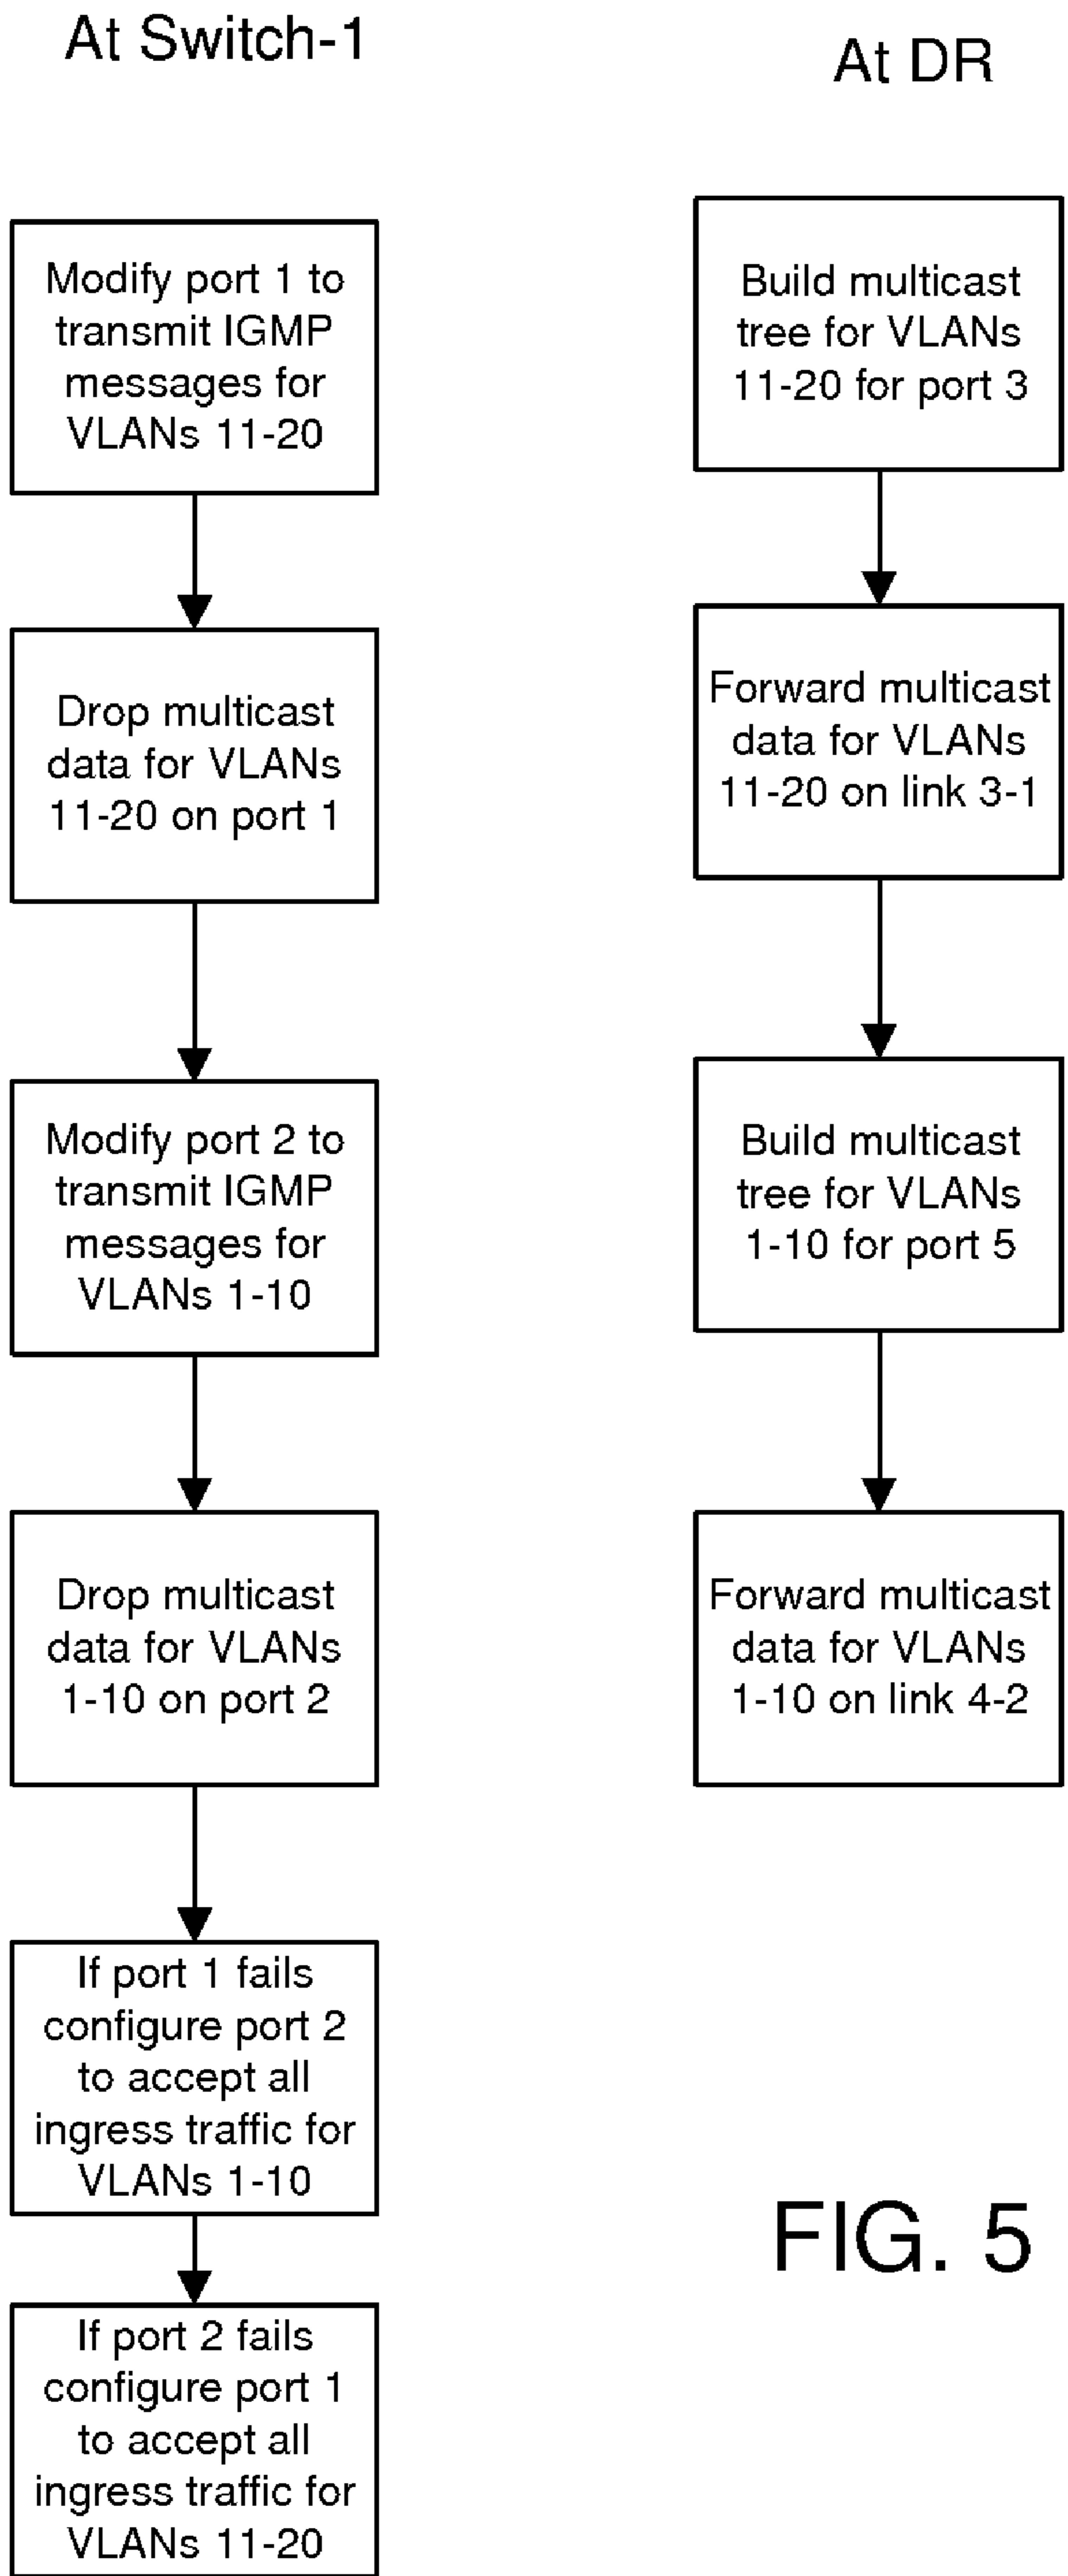 At Switch-1
Modify port 1 to
transmit IGMP
messages for
VLANs 11-20
Drop multicast
data for VLANs
11-20 on port 1
Modify port 2 to
transmit IGMP
messages for
VLANs 1-10
Drop multicast
data for VLANs
1-10 on port 2
If port 1 fails
configure port 2
to accept all
ingress traffic for
VLANs 1-10
If port 2 fails
configure port 1
to accept all
ingress traffic for
VLANs 11-20
At DR
Build multicast
tree for VLANs
11-20 for port 3
Forward multicast
data for VLANs
11-20 on link 3-1
Build multicast
tree for VLANs
1-10 for port 5
Forward multicast
data for VLANs
1-10 on link 4-2
FIG. 5